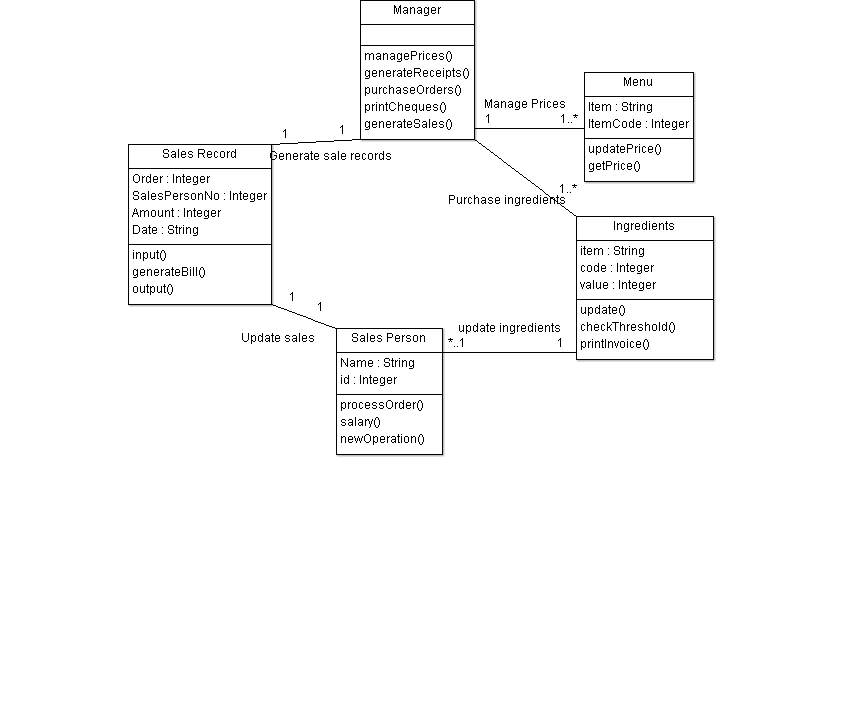 Manager
managePrices()
generateReceipts()
purchaseOrders()
printCheques()
generateSales()
Manage Prices
1
1..*
Menu
Item : String
ItemCode : Integer
updatePrice()
getPrice()
1
1
Generate sale records
Sales Record
Order : Integer
SalesPersonNo : Integer
Amount : Integer
Date : String
input()
generateBill()
output()
1..*
Purchase ingredients
Ingredients
item : String
code : Integer
value : Integer
update()
checkThreshold()
printInvoice()
1
1
Update sales
update ingredients
*..1
1
Sales Person
Name : String
id : Integer
processOrder()
salary()
newOperation()